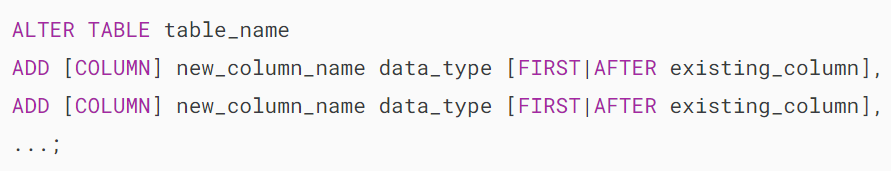 ALTER TABLE table_name
ADD [COLUMN] new_column_name data_type [FIRST|AFTER existing_column],
ADD [COLUMN] new_column_name data_type [FIRST|AFTER existing_column],
...;